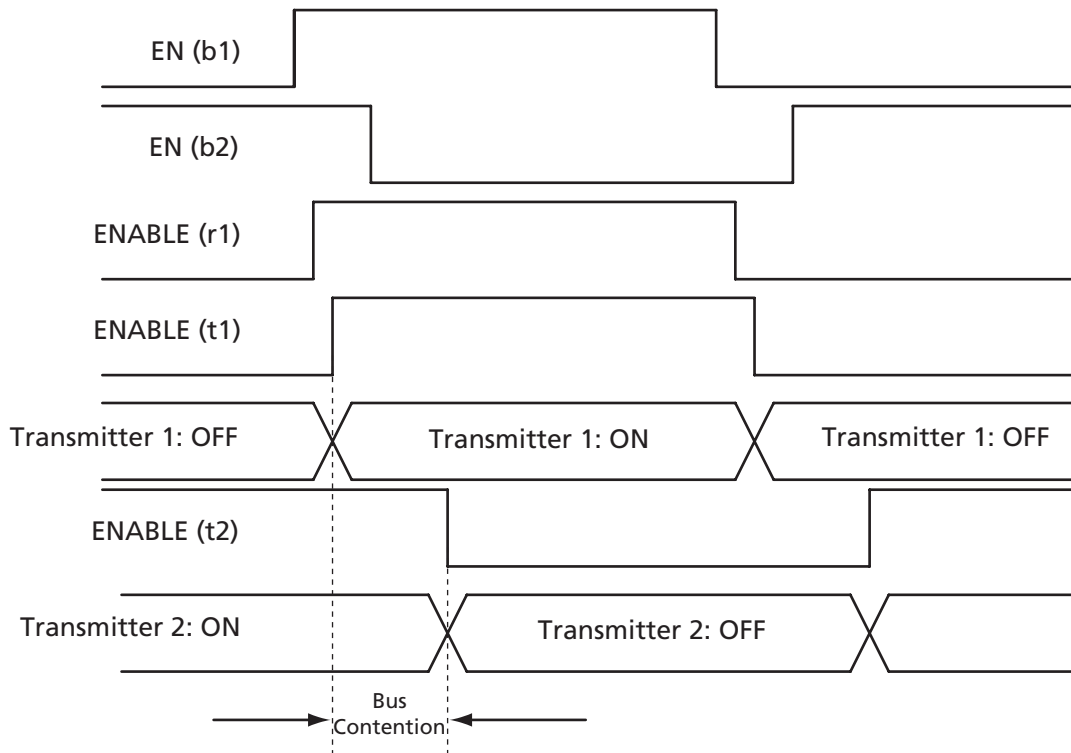 EN (b1)
EN (b2)
ENABLE (r1)
ENABLE (t1)
Transmitter 1: OFF
Transmitter 1: ON
Transmitter 1: OFF
ENABLE (t2)
Transmitter 2: ON
Transmitter 2: OFF
Bus
Contention